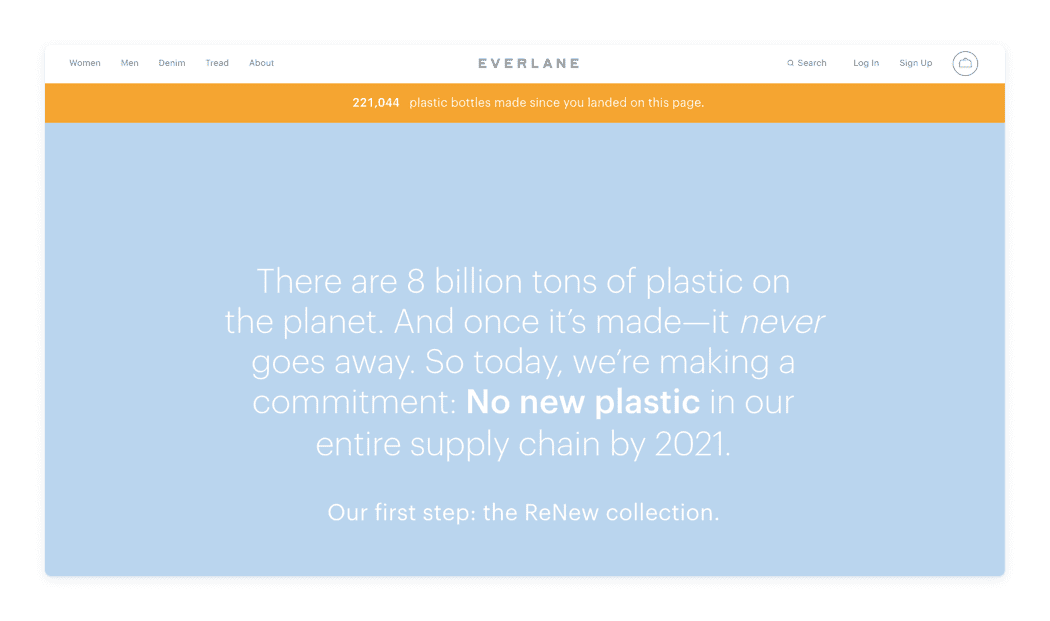 Women Men Denim Tread About EVERLANE Search Log In Sign Up
221,044 plastic bottles made since you landed on this page.
There are 8 billion tons of plastic on
the planet. And once it’s made—it never
goes away. So today, we’re making a
commitment: No new plastic in our
entire supply chain by 2021.
Our first step: the ReNew collection.